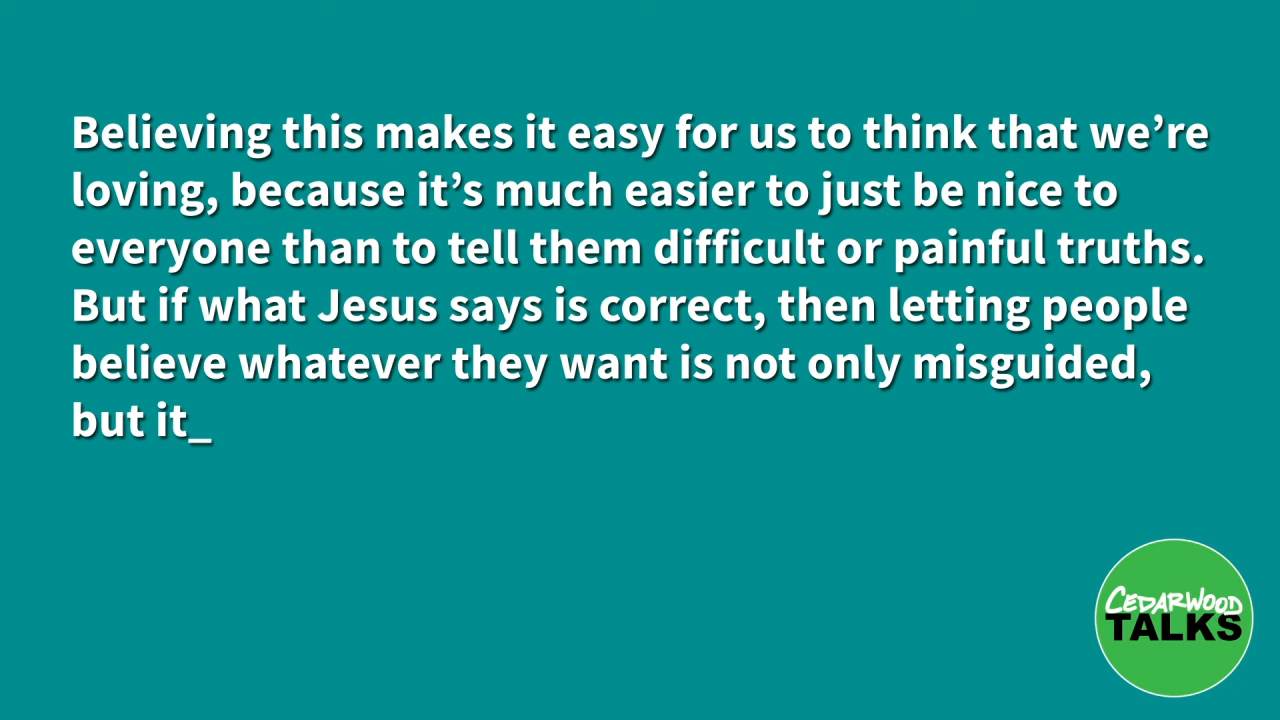 Believing this makes it easy for us to think that we’re
loving, because it’s much easier to just be nice to
everyone than to tell them difficult or painful truths.
But if what Jesus says is correct, then letting people
believe whatever they want is not only misguided,
but it_
CEDARWOOD
TALKS